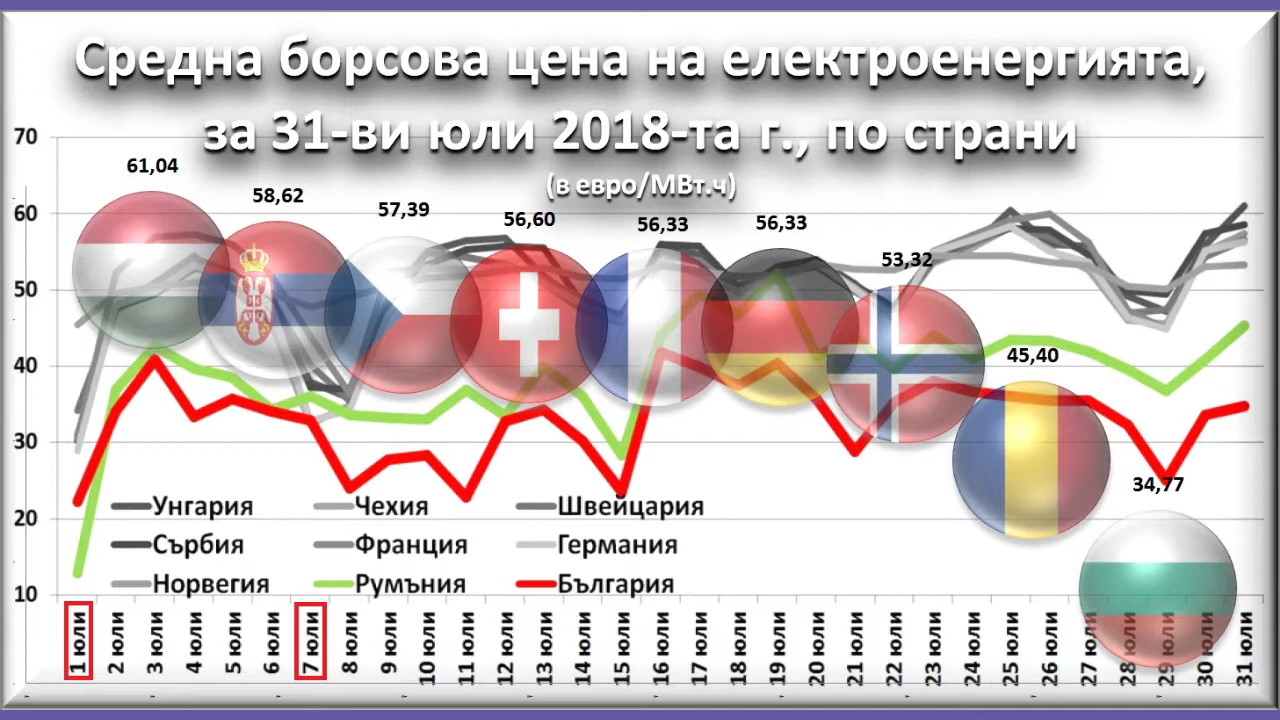 Средна борсова цена на електроенергията,
за 31-ви юли 2018-та г., по страни
(в евро/МВт.ч)
70
60
50
40
30
20
10
61,04
58,62
57,39
56,60
56,33
56,33
53,32
45,40
34,77
Унгария Чехия Швейцария
Сърбия Франция Германия
Норвегия Румъния България
1 юли
2 юли
3 юли
4 юли
5 юли
6 юли
7 юли
8 юли
9 юли
10 юли
11 юли
12 юли
13 юли
14 юли
15 юли
16 юли
17 юли
18 юли
19 юли
20 юли
21 юли
22 юли
23 юли
24 юли
25 юли
26 юли
27 юли
28 юли
29 юли
30 юли
31 юли